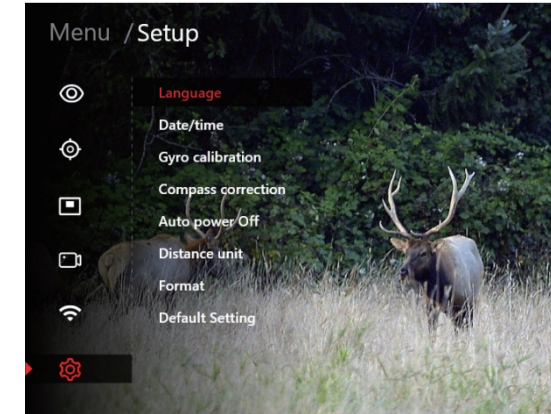 Menu / Setup
Language
Date/time
Gyro calibration
Compass correction
Auto power Off
Distance unit
Format
Default Setting